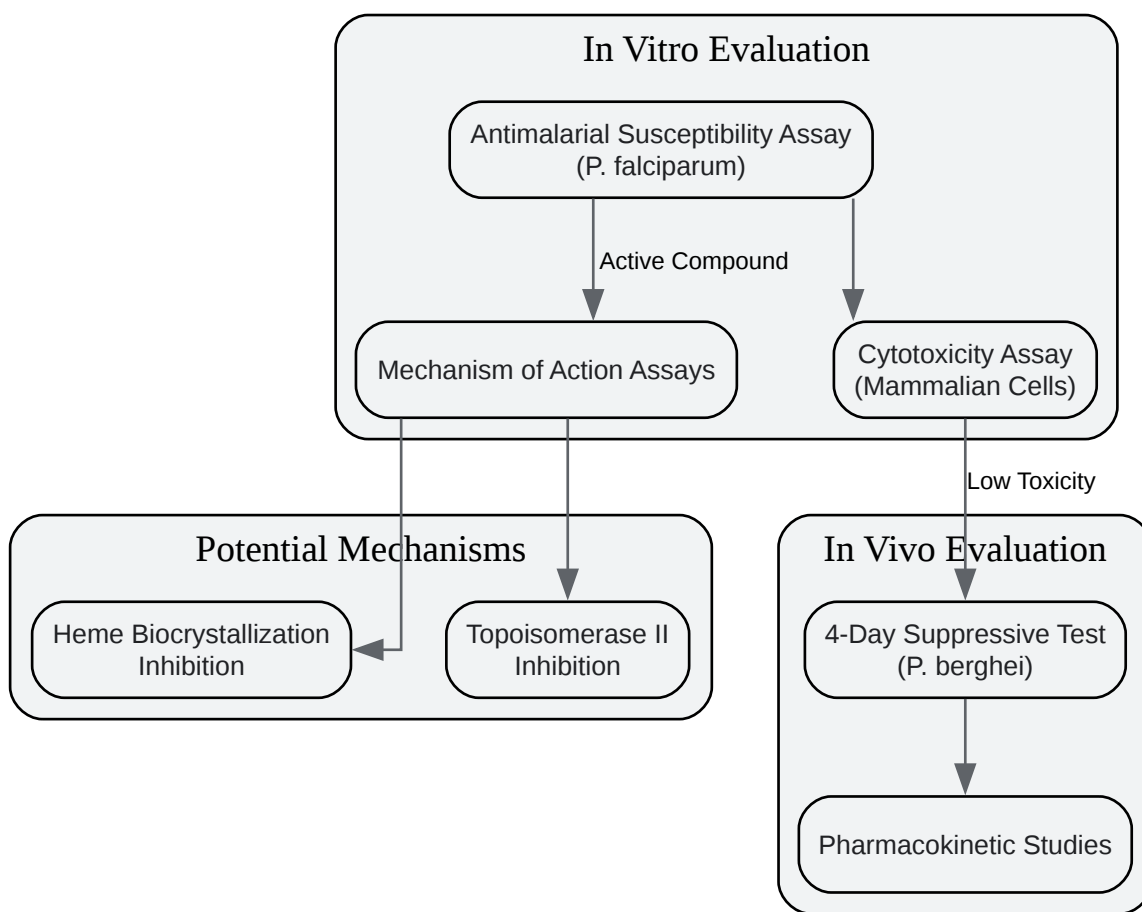 In Vitro Evaluation
Antimalarial Susceptibility Assay
(P. falciparum)
Active Compound
Mechanism of Action Assays
Cytotoxicity Assay
(Mammalian Cells)
Low Toxicity
Potential Mechanisms
Heme Biocrystallization
Inhibition
Topoisomerase II
Inhibition
In Vivo Evaluation
4-Day Suppressive Test
(P. berghei)
Pharmacokinetic Studies